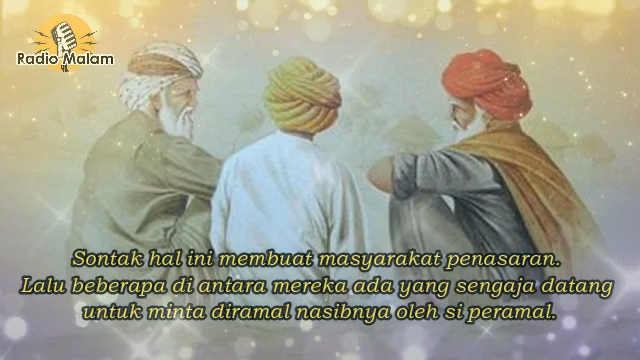 Radio Malam
Sontak hal ini membuat masyarakat penasaran.
Lalu beberapa di antara mereka ada yang sengaja datang
untuk minta diramal nasibnya oleh si peramal.